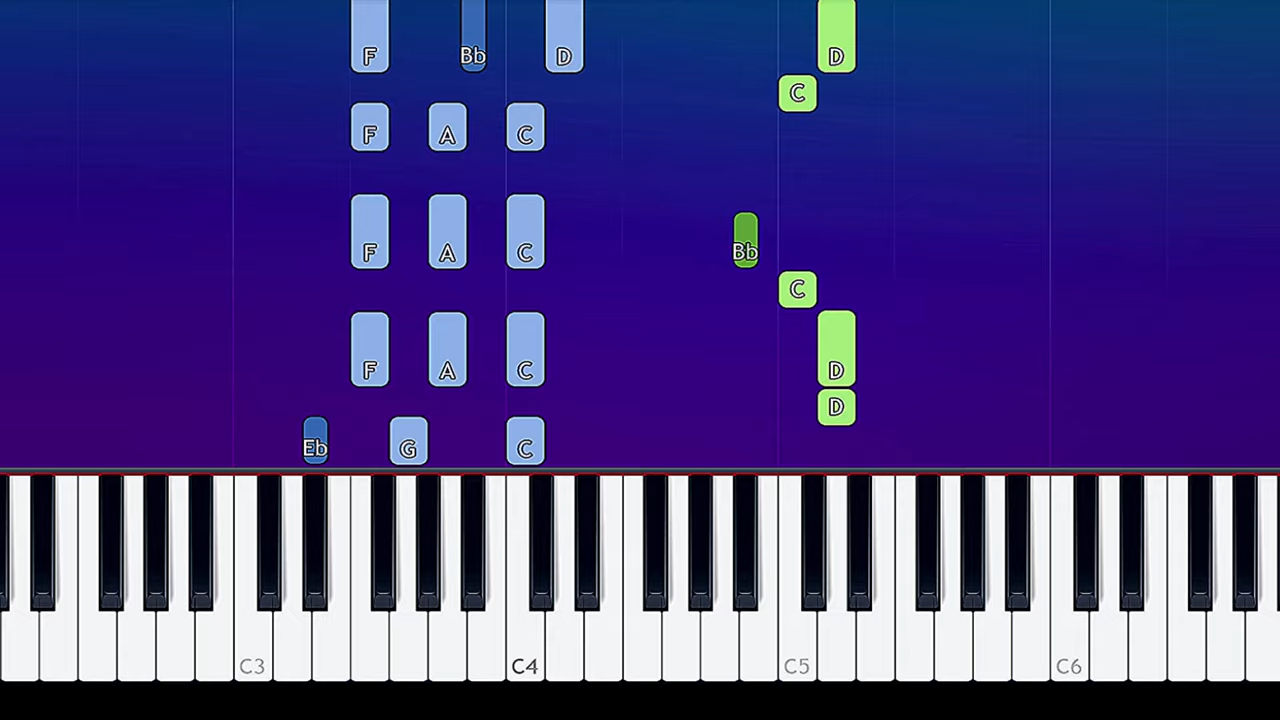 F Bb D D
C
F A C
F A C Bb
C
F A C D
D
Eb G C
C3 C4 C5 C6